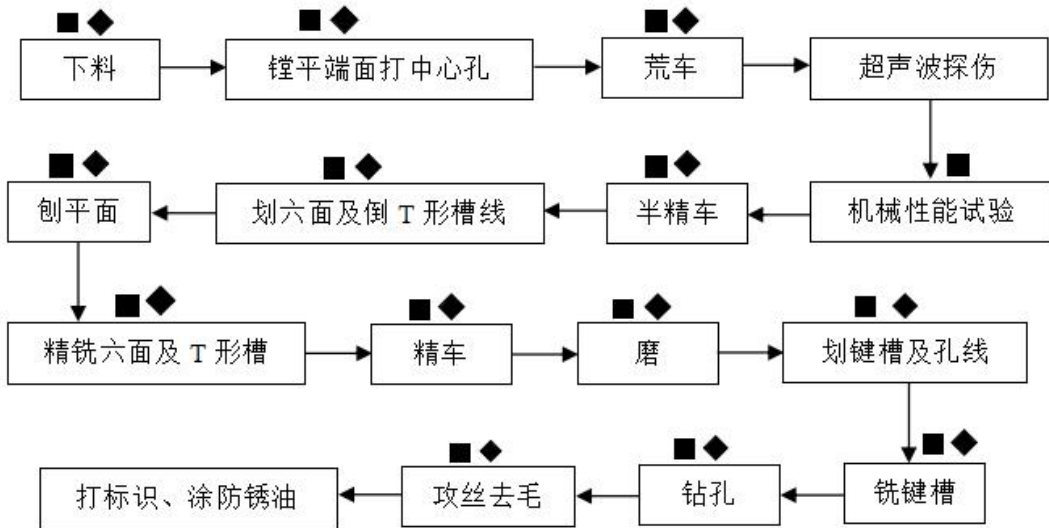 下料
镗平端面打中心孔
荒车
超声波探伤
刨平面
划六面及倒 T 形槽线
半精车
机械性能试验
精铣六面及 T 形槽
精车
磨
划键槽及孔线
打标识、涂防锈油
攻丝去毛
钻孔
铣键槽